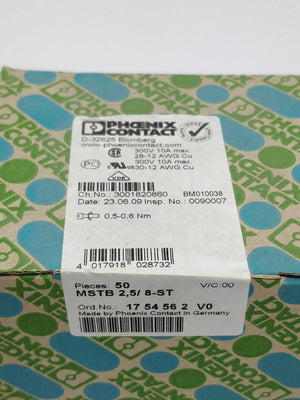 PHŒNIX
CONTACT
D-32825 Blomberg
www.phoenixcontact.com
300V 10A max.
28-12 AWG Cu
300V 10A max.
30-12 AWG Cu
Ch.No.: 3001820860 BM010038
Date: 23.06.09 Insp.No.: 0090007
0,5-0,6 Nm
4 017918 028732
Pieces: 50 V/C:00
MSTB 2,5/ 8-ST
Ord.No.: 17 54 56 2 V0
Made by Phoenix Contact in Germany